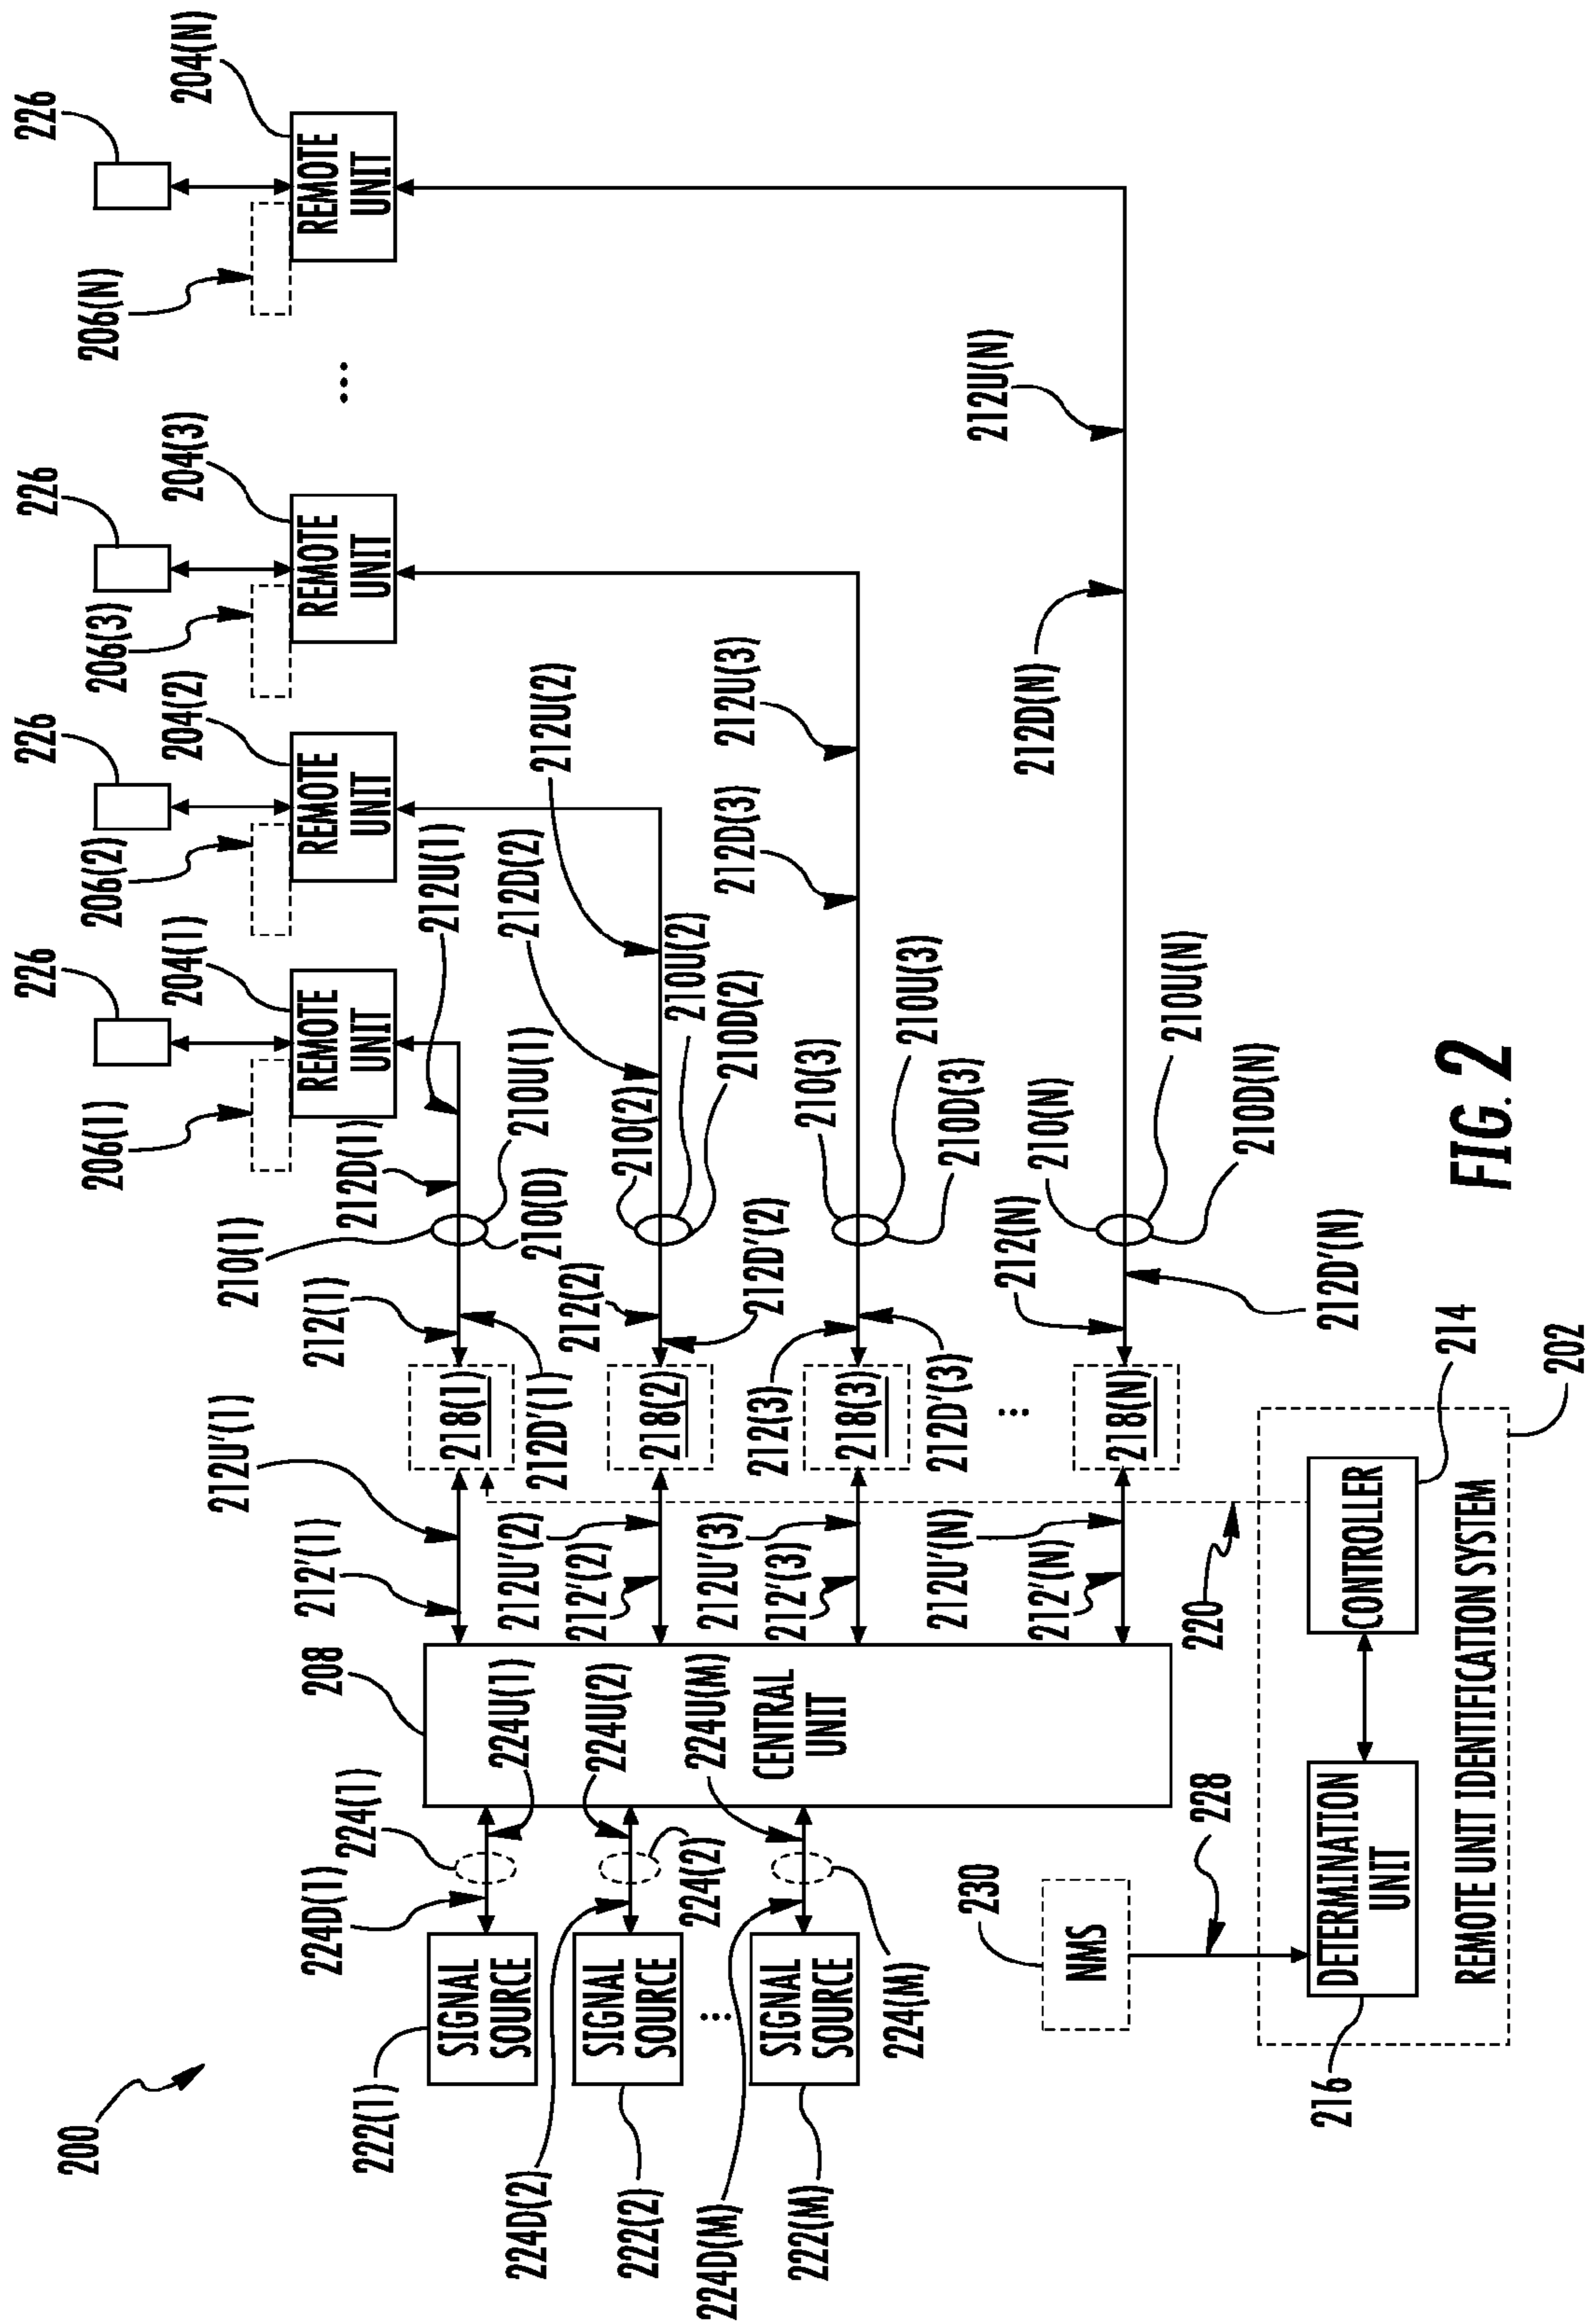 200
222(1)
SIGNAL
SOURCE
224D(1)
224(1)
224U(1)
224D(2)
222(2)
SIGNAL
SOURCE
224(2)
224U(2)
...
224D(M)
222(M)
SIGNAL
SOURCE
224(M)
224U(M)
208
CENTRAL
UNIT
212'(1)
212U'(1)
212U'(2)
212'(2)
212U'(3)
212'(3)
212U'(N)
212'(N)
218(1)
218(2)
218(3)
...
218(N)
212(1)
212D'(1)
212(2)
212D'(2)
212(3)
212D'(3)
212(N)
212D'(N)
210(1)
210(D)
210U(1)
212D(1)
212U(1)
210(2)
210U(2)
210D(2)
212D(2)
212U(2)
210(3)
210U(3)
210D(3)
212D(3)
212U(3)
210(N)
210U(N)
210D(N)
212D(N)
212U(N)
206(1)
226
204(1)
REMOTE
UNIT
206(2)
226
204(2)
REMOTE
UNIT
206(3)
226
204(3)
REMOTE
UNIT
...
206(N)
226
204(N)
REMOTE
UNIT
230
NMS
228
220
216
DETERMINATION
UNIT
CONTROLLER
214
REMOTE UNIT IDENTIFICATION SYSTEM
202
FIG. 2